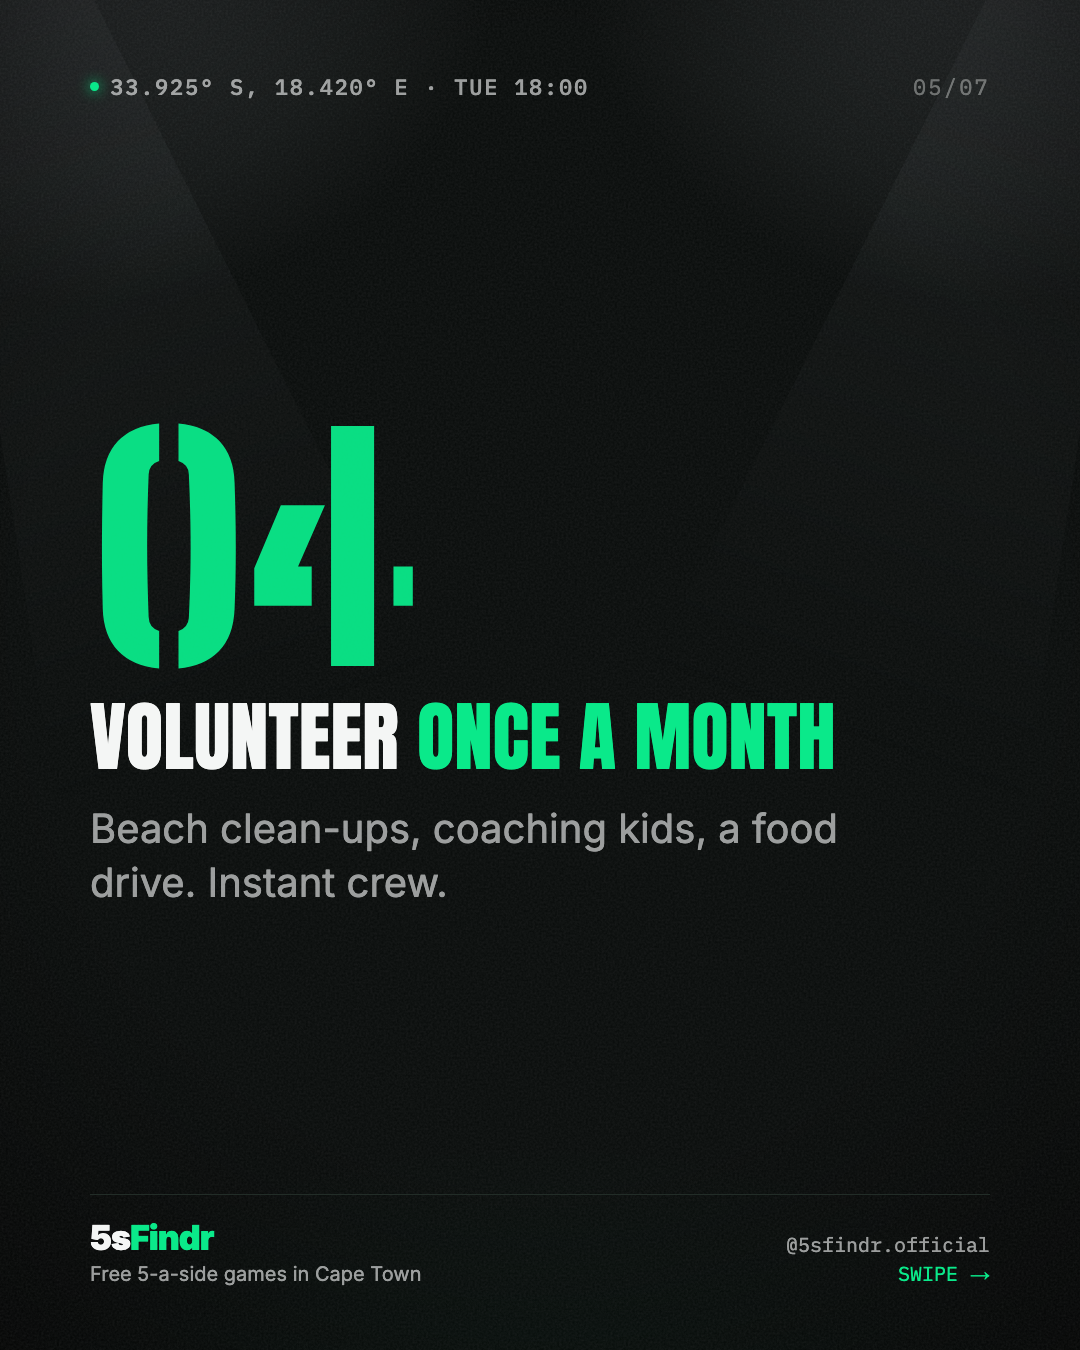 33.925° S, 18.420° E · TUE 18:00
05/07
04.
VOLUNTEER ONCE A MONTH
Beach clean-ups, coaching kids, a food
drive. Instant crew.
5sFindr
Free 5-a-side games in Cape Town
@5sfindr.official
SWIPE →